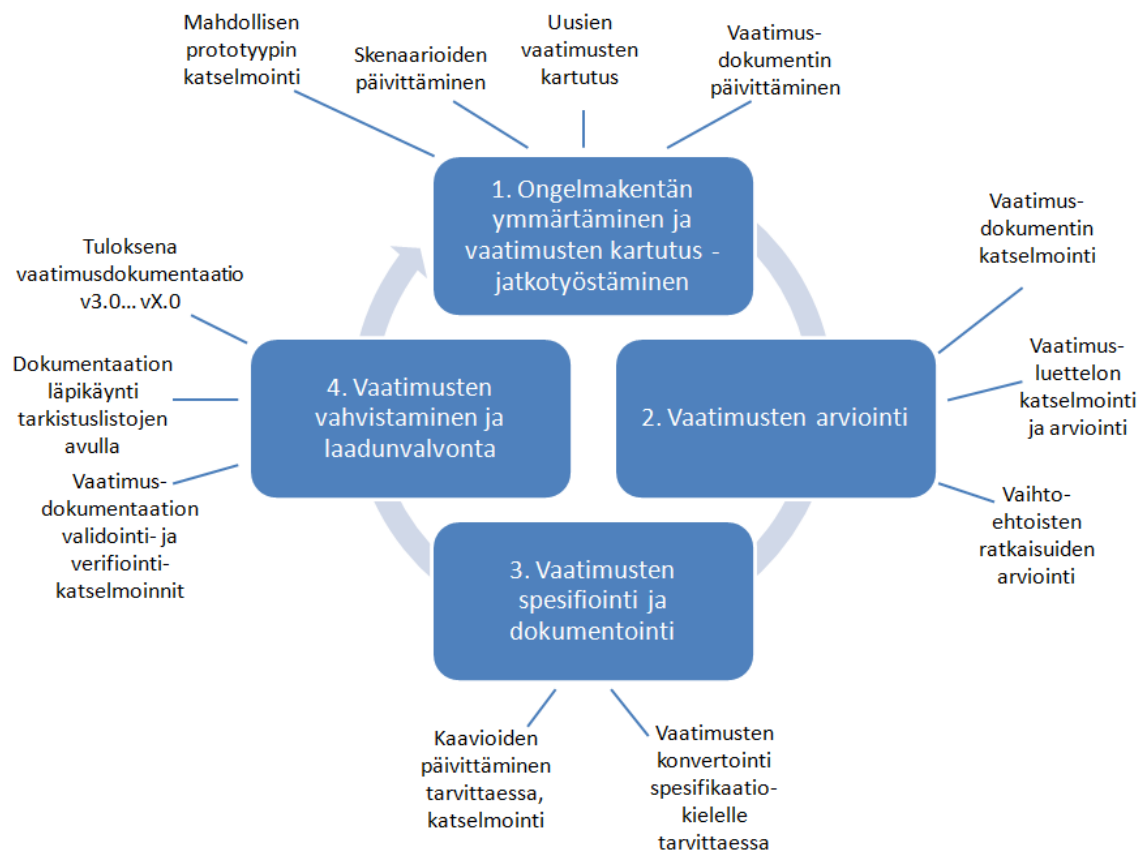 Mahdollisen
prototyypin
katselmointi
Skenaarioiden
päivittäminen
Uusien
vaatimusten
kartutus
Vaatimus-
dokumentin
päivittäminen
1. Ongelmakentän
ymmärtäminen ja
vaatimusten kartutus -
jatkotyöstäminen
Vaatimus-
dokumentin
katselmointi
Vaatimus-
luettelon
katselmointi
ja arviointi
Vaihto-
ehtoisten
ratkaisuiden
arviointi
2. Vaatimusten arviointi
3. Vaatimusten
spesifiointi ja
dokumentointi
Kaavioiden
päivittäminen
tarvittaessa,
katselmointi
Vaatimusten
konvertointi
spesifikaatio-
kielelle
tarvittaessa
4. Vaatimusten
vahvistaminen ja
laadunvalvonta
Tuloksena
vaatimusdokumentaatio
v3.0... vX.0
Dokumentaation
läpikäynti
tarkistuslistojen
avulla
Vaatimus-
dokumentaation
validointi- ja
verifiointi-
katselmoinnit